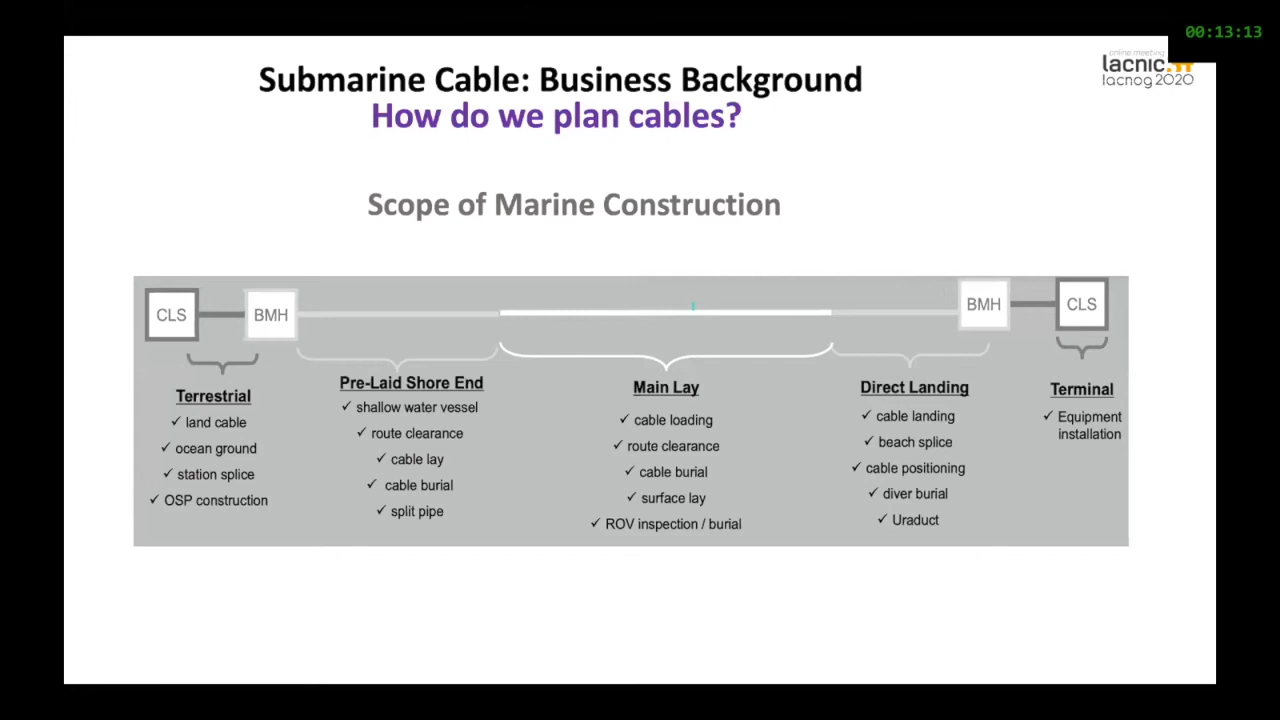 00:13:13
online meeting
lacnic
lacnog 2020
Submarine Cable: Business Background
How do we plan cables?
Scope of Marine Construction
CLS
BMH
BMH
CLS
Terrestrial
✓ land cable
✓ ocean ground
✓ station splice
✓ OSP construction
Pre-Laid Shore End
✓ shallow water vessel
✓ route clearance
✓ cable lay
✓ cable burial
✓ split pipe
Main Lay
✓ cable loading
✓ route clearance
✓ cable burial
✓ surface lay
✓ ROV inspection / burial
Direct Landing
✓ cable landing
✓ beach splice
✓ cable positioning
✓ diver burial
✓ Uraduct
Terminal
✓ Equipment
installation